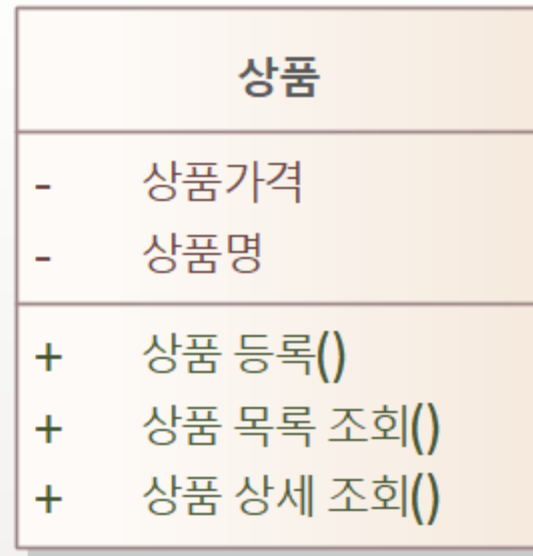 상품
- 상품가격
- 상품명
+ 상품 등록()
+ 상품 목록 조회()
+ 상품 상세 조회()